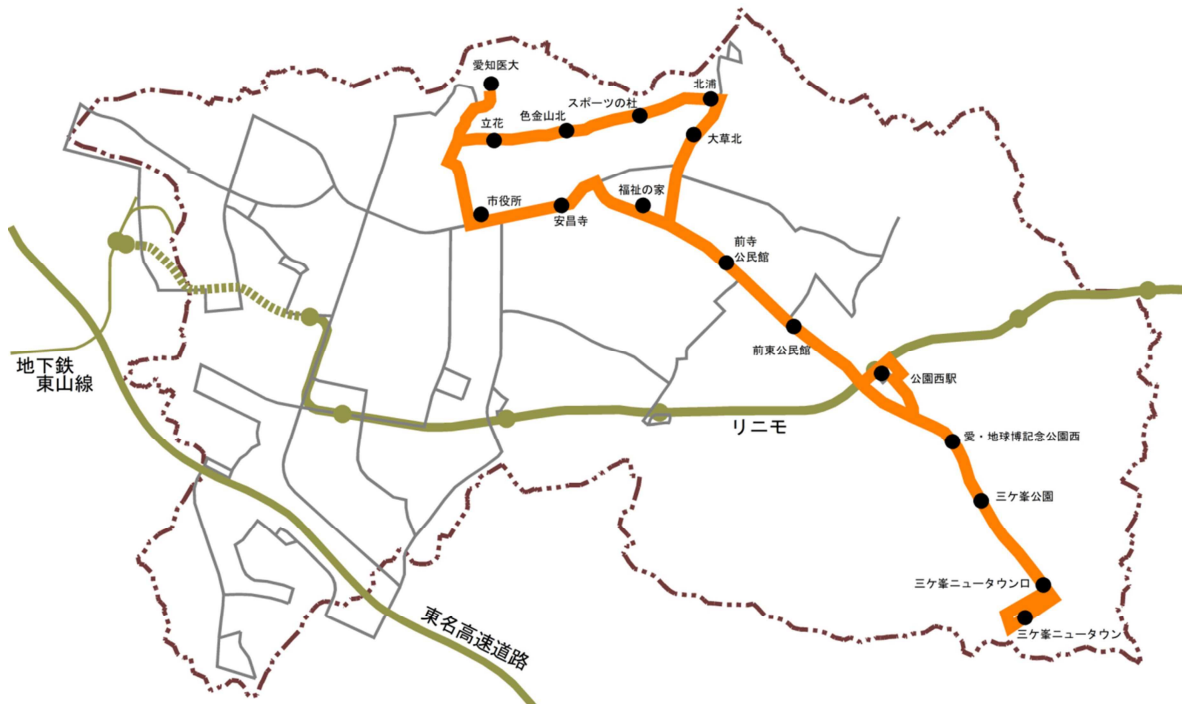 愛知医大
北浦
スポーツの杜
色金山北
立花
大草北
福祉の家
市役所
安昌寺
前寺
公民館
前東公民館
地下鉄
東山線
公園西駅
リニモ
愛・地球博記念公園西
三ケ峯公園
三ケ峯ニュータウン口
東名高速道路
三ケ峯ニュータウン